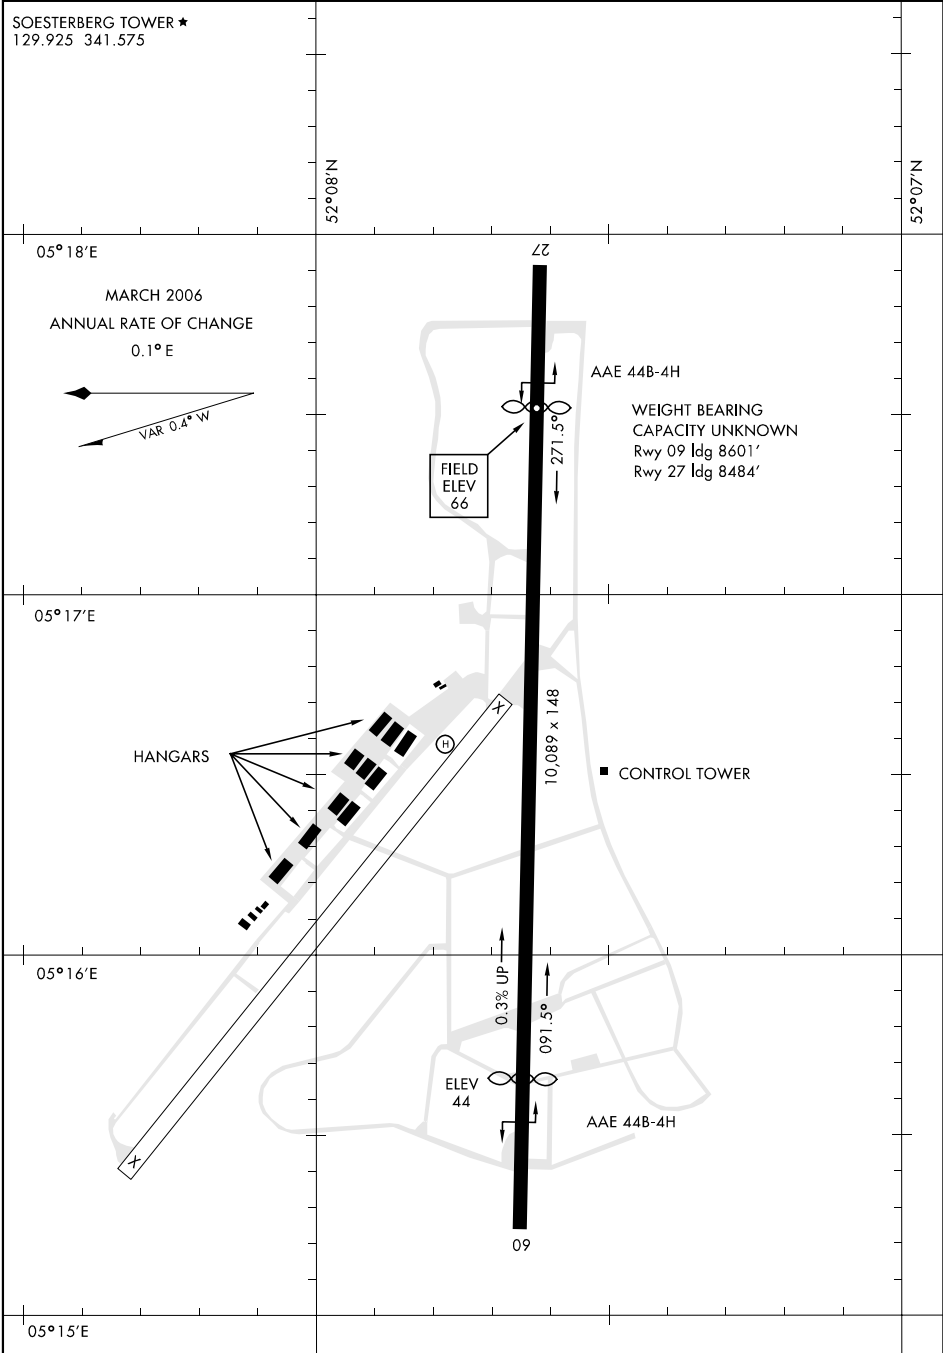 SOESTERBERG TOWER ★
129.925 341.575
52°08'N
52°07'N
05°18'E
27
MARCH 2006
ANNUAL RATE OF CHANGE
0.1° E
VAR 0.4° W
AAE 44B-4H
WEIGHT BEARING
CAPACITY UNKNOWN
Rwy 09 ldg 8601'
Rwy 27 ldg 8484'
271.5°
FIELD
ELEV
66
05°17'E
X
H
HANGARS
10,089 x 148
CONTROL TOWER
05°16'E
0.3% UP
091.5°
ELEV
44
AAE 44B-4H
X
09
05°15'E